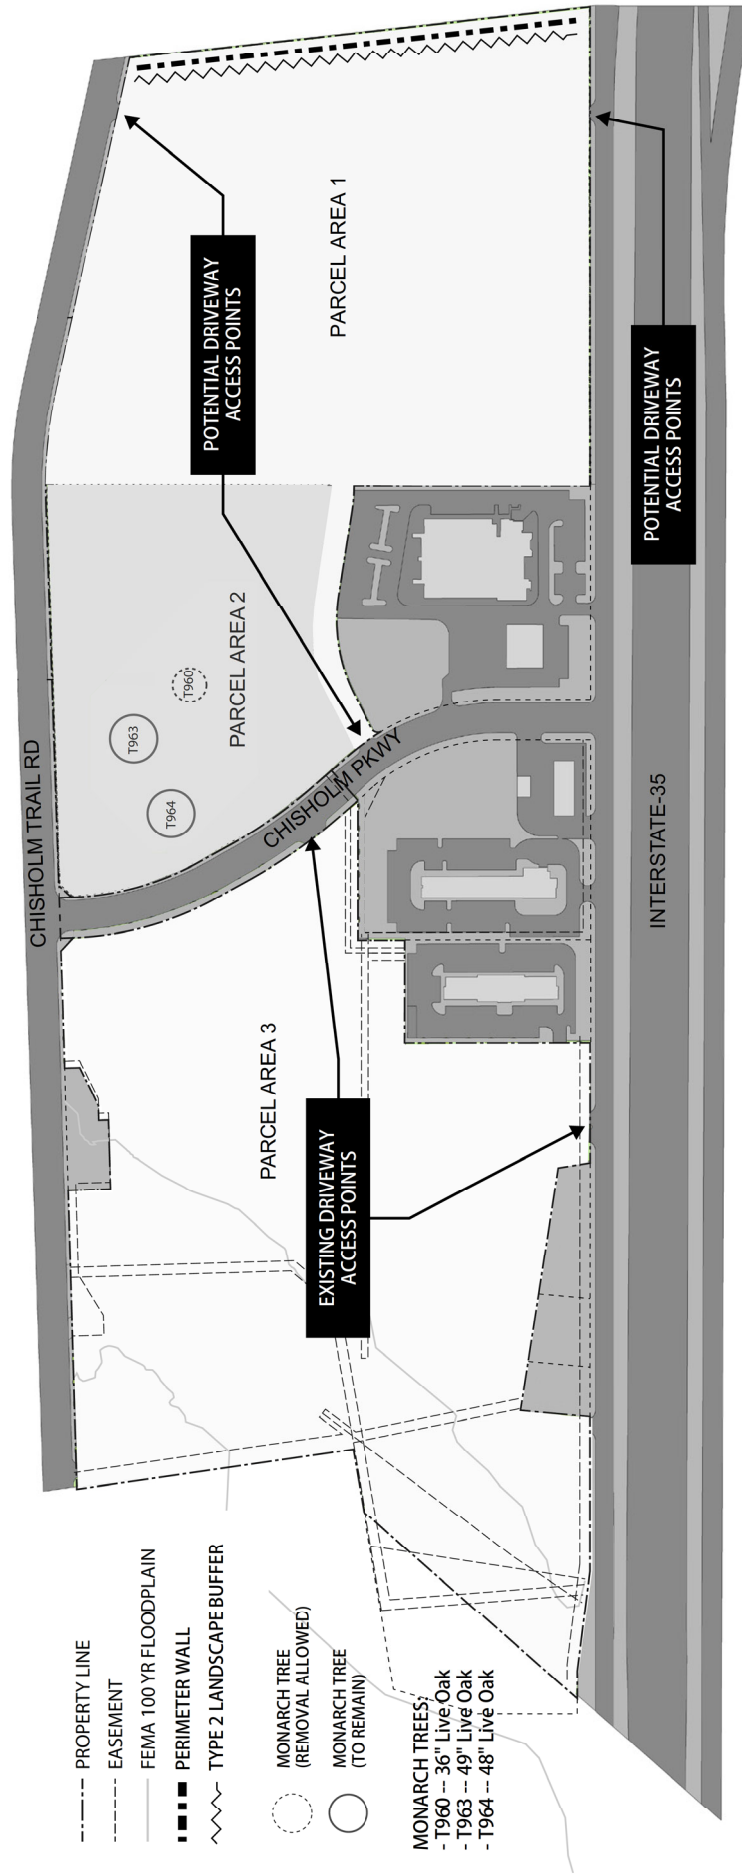 CHISHOLM TRAIL RD
POTENTIAL DRIVEWAY
ACCESS POINTS
PARCEL AREA 1
PARCEL AREA 2
T960
T963
T964
CHISHOLM PKWY
POTENTIAL DRIVEWAY
ACCESS POINTS
INTERSTATE-35
PARCEL AREA 3
EXISTING DRIVEWAY
ACCESS POINTS
PROPERTY LINE
EASEMENT
FEMA 100 YR FLOODPLAIN
PERIMETER WALL
TYPE 2 LANDSCAPE BUFFER
MONARCH TREE
(REMOVAL ALLOWED)
MONARCH TREE
(TO REMAIN)
MONARCH TREES:
- T960 -- 36" Live Oak
- T963 -- 49" Live Oak
- T964 -- 48" Live Oak